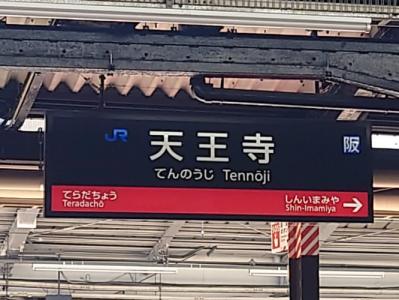 JR 天王寺 阪
てんのうじ Tennōji
てらだちょう しんいまみや
Teradachō Shin-Imamiya